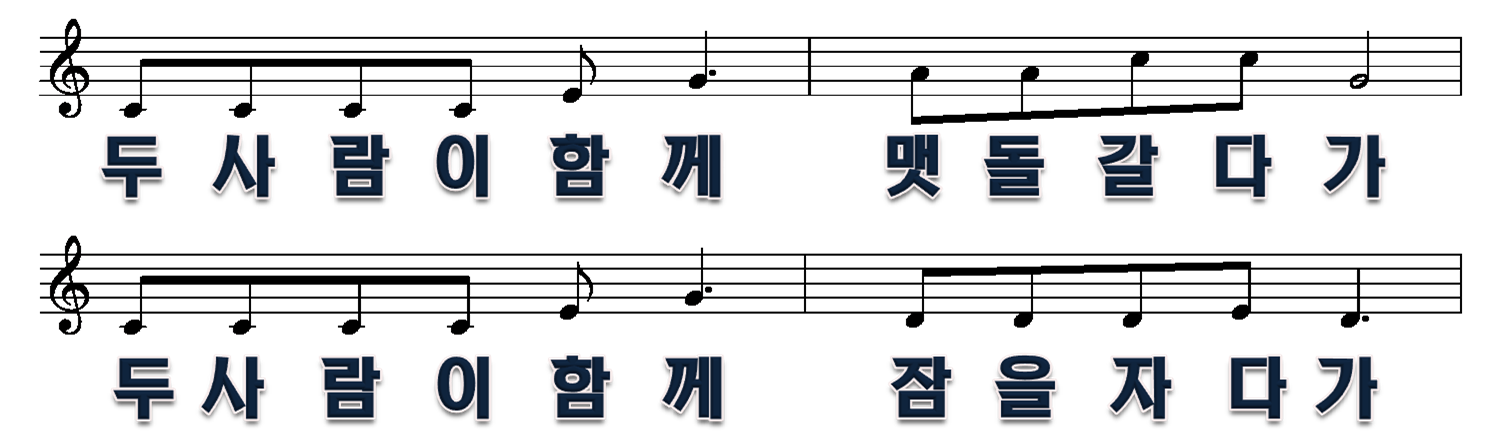 두 사 람 이 함 께 맷 돌 갈 다 가
두 사 람 이 함 께 잠 을 자 다 가